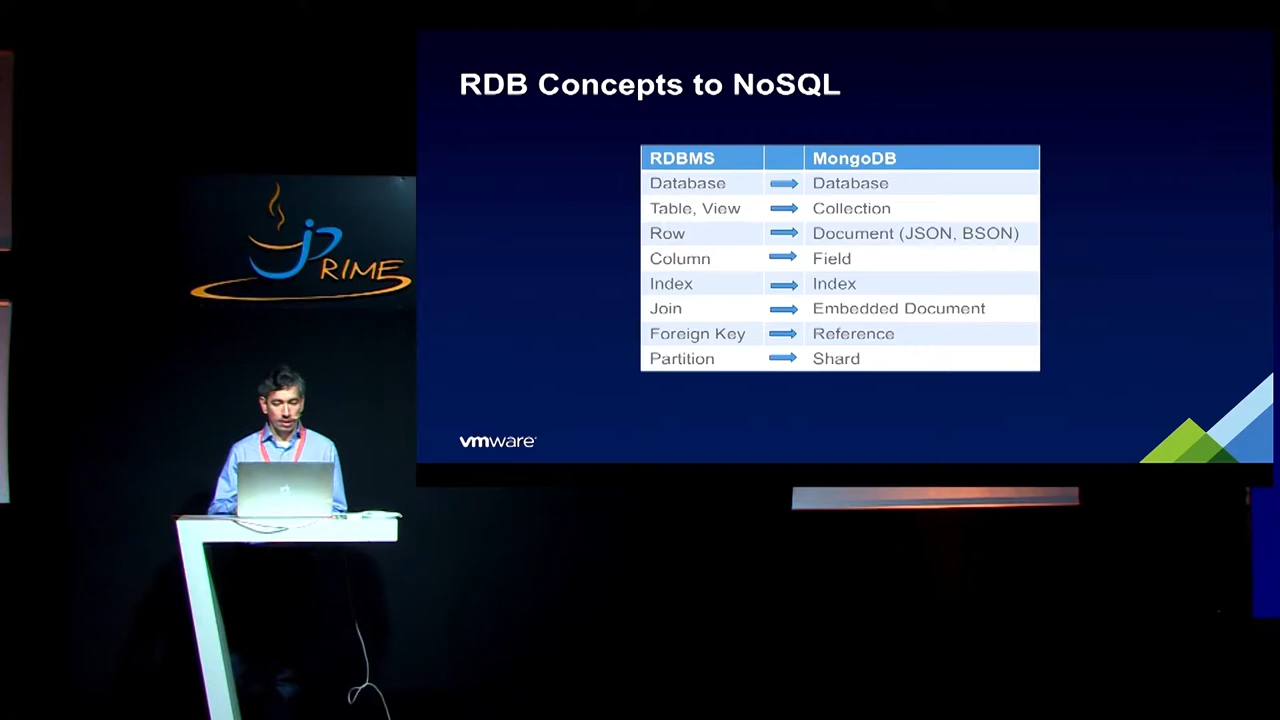 RDB Concepts to NoSQL
RDBMS MongoDB
Database Database
Table, View Collection
Row Document (JSON, BSON)
Column Field
Index Index
Join Embedded Document
Foreign Key Reference
Partition Shard
jPRIME
vmware